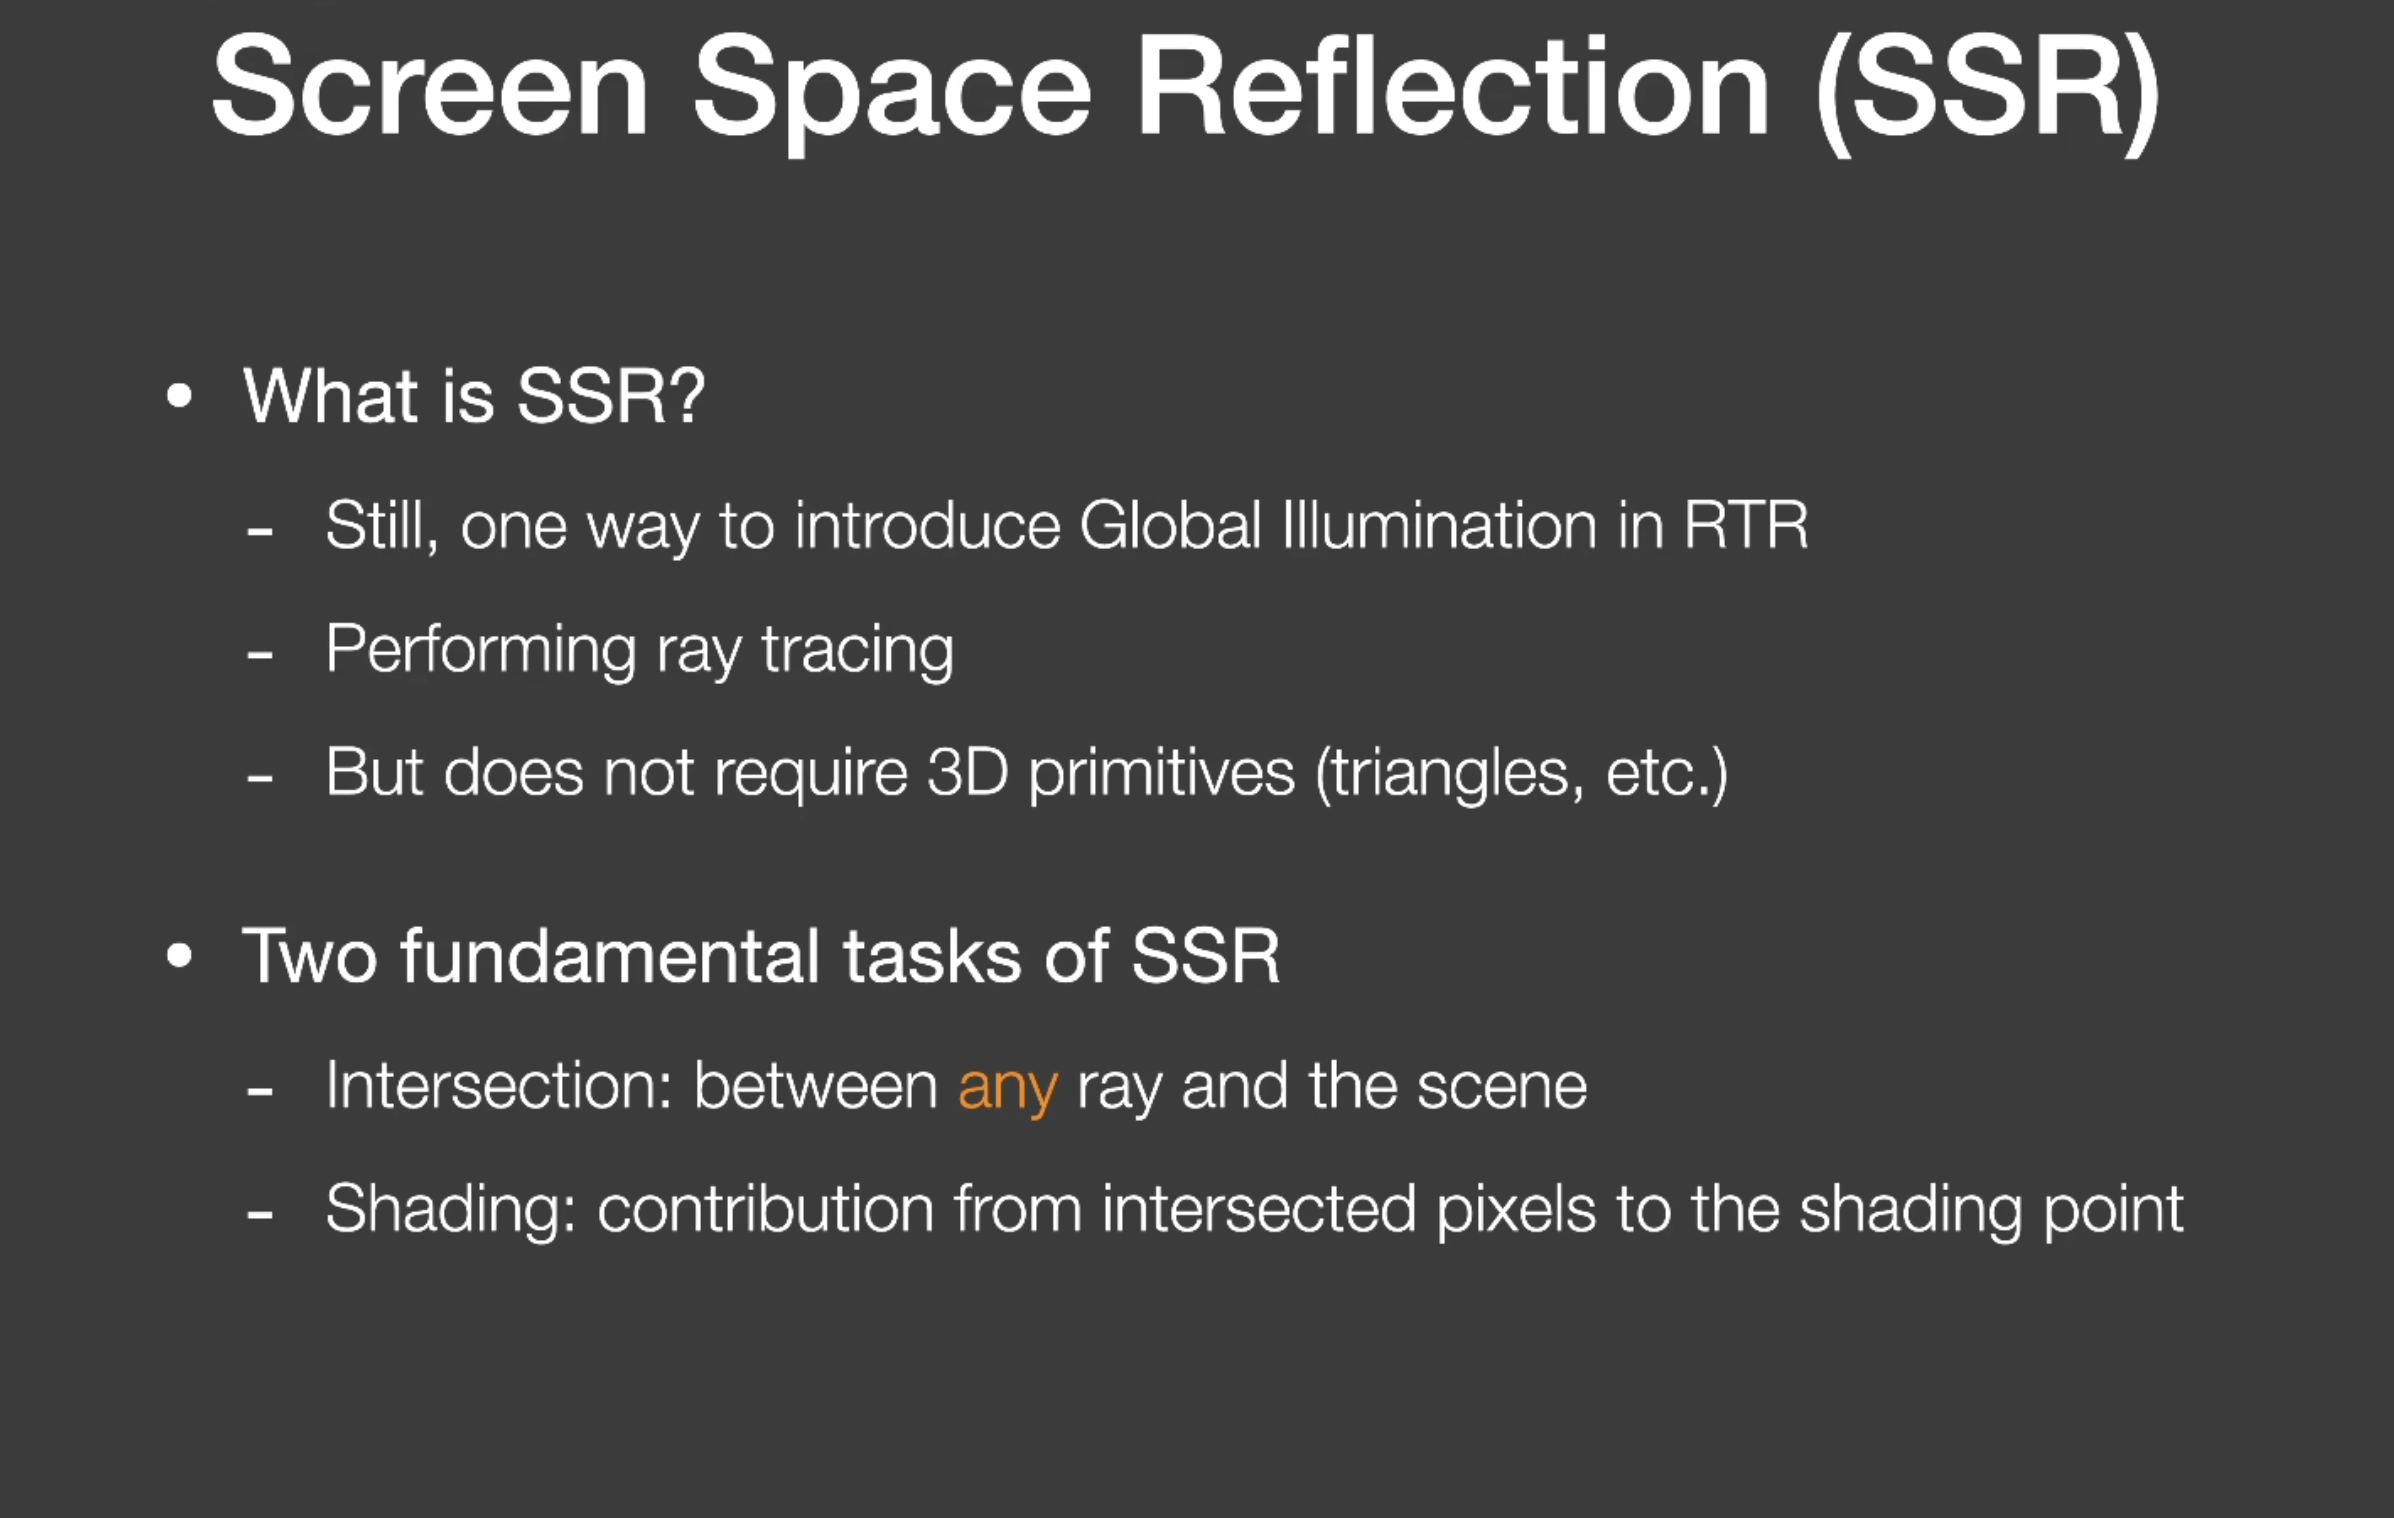 Screen Space Reflection (SSR)
• What is SSR?
- Still, one way to introduce Global Illumination in RTR
- Performing ray tracing
- But does not require 3D primitives (triangles, etc.)
• Two fundamental tasks of SSR
- Intersection: between any ray and the scene
- Shading: contribution from intersected pixels to the shading point